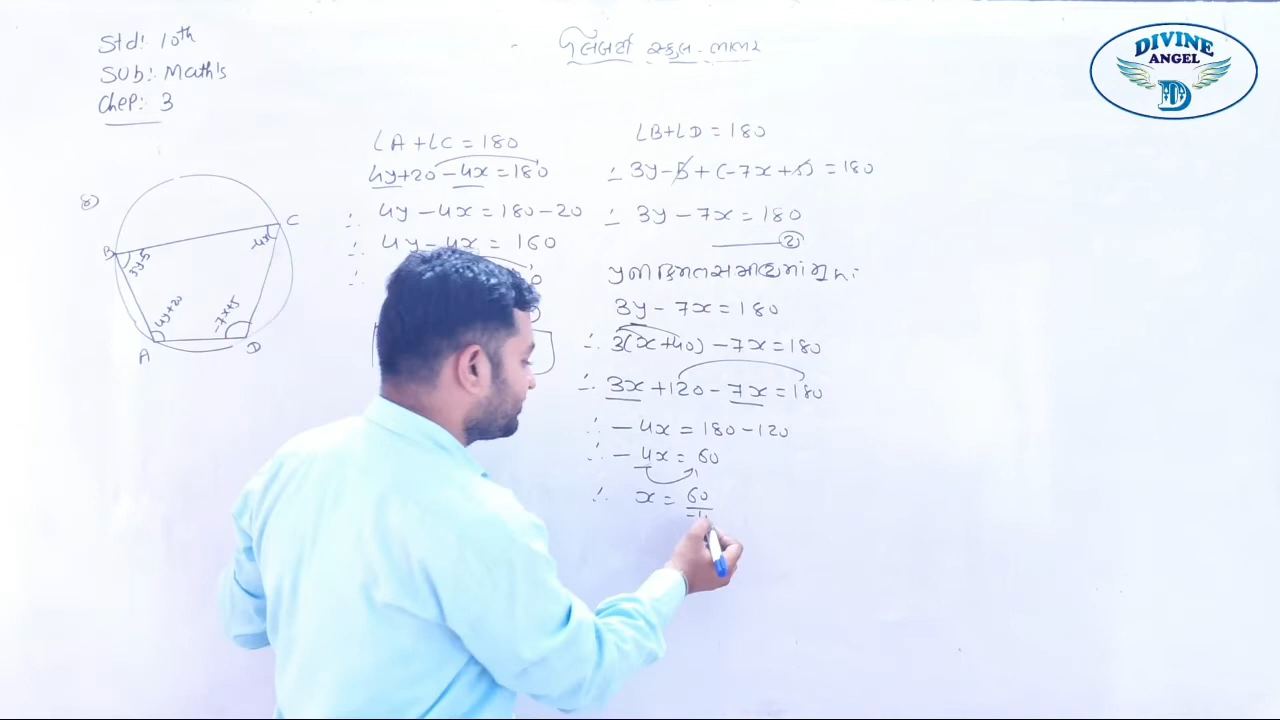 Std: 10th
Sub: Math's
Chep: 3
સ્કુલ
DIVINE
ANGEL
D
∠A + ∠C = 180
4y+20 -4x = 180
∴ 4y - 4x = 180 - 20
∴ 4y - 4x = 160
∠B + ∠D = 180
∴ 3y - 5 + (-7x + 5) = 180
∴ 3y - 7x = 180
②
3y - 7x = 180
∴ 3(x+40) - 7x = 180
∴ 3x + 120 - 7x = 180
∴ - 4x = 180 - 120
∴ - 4x = 60
∴ x = 60
B
C
A
D
3y-5
4y+20
-7x+5